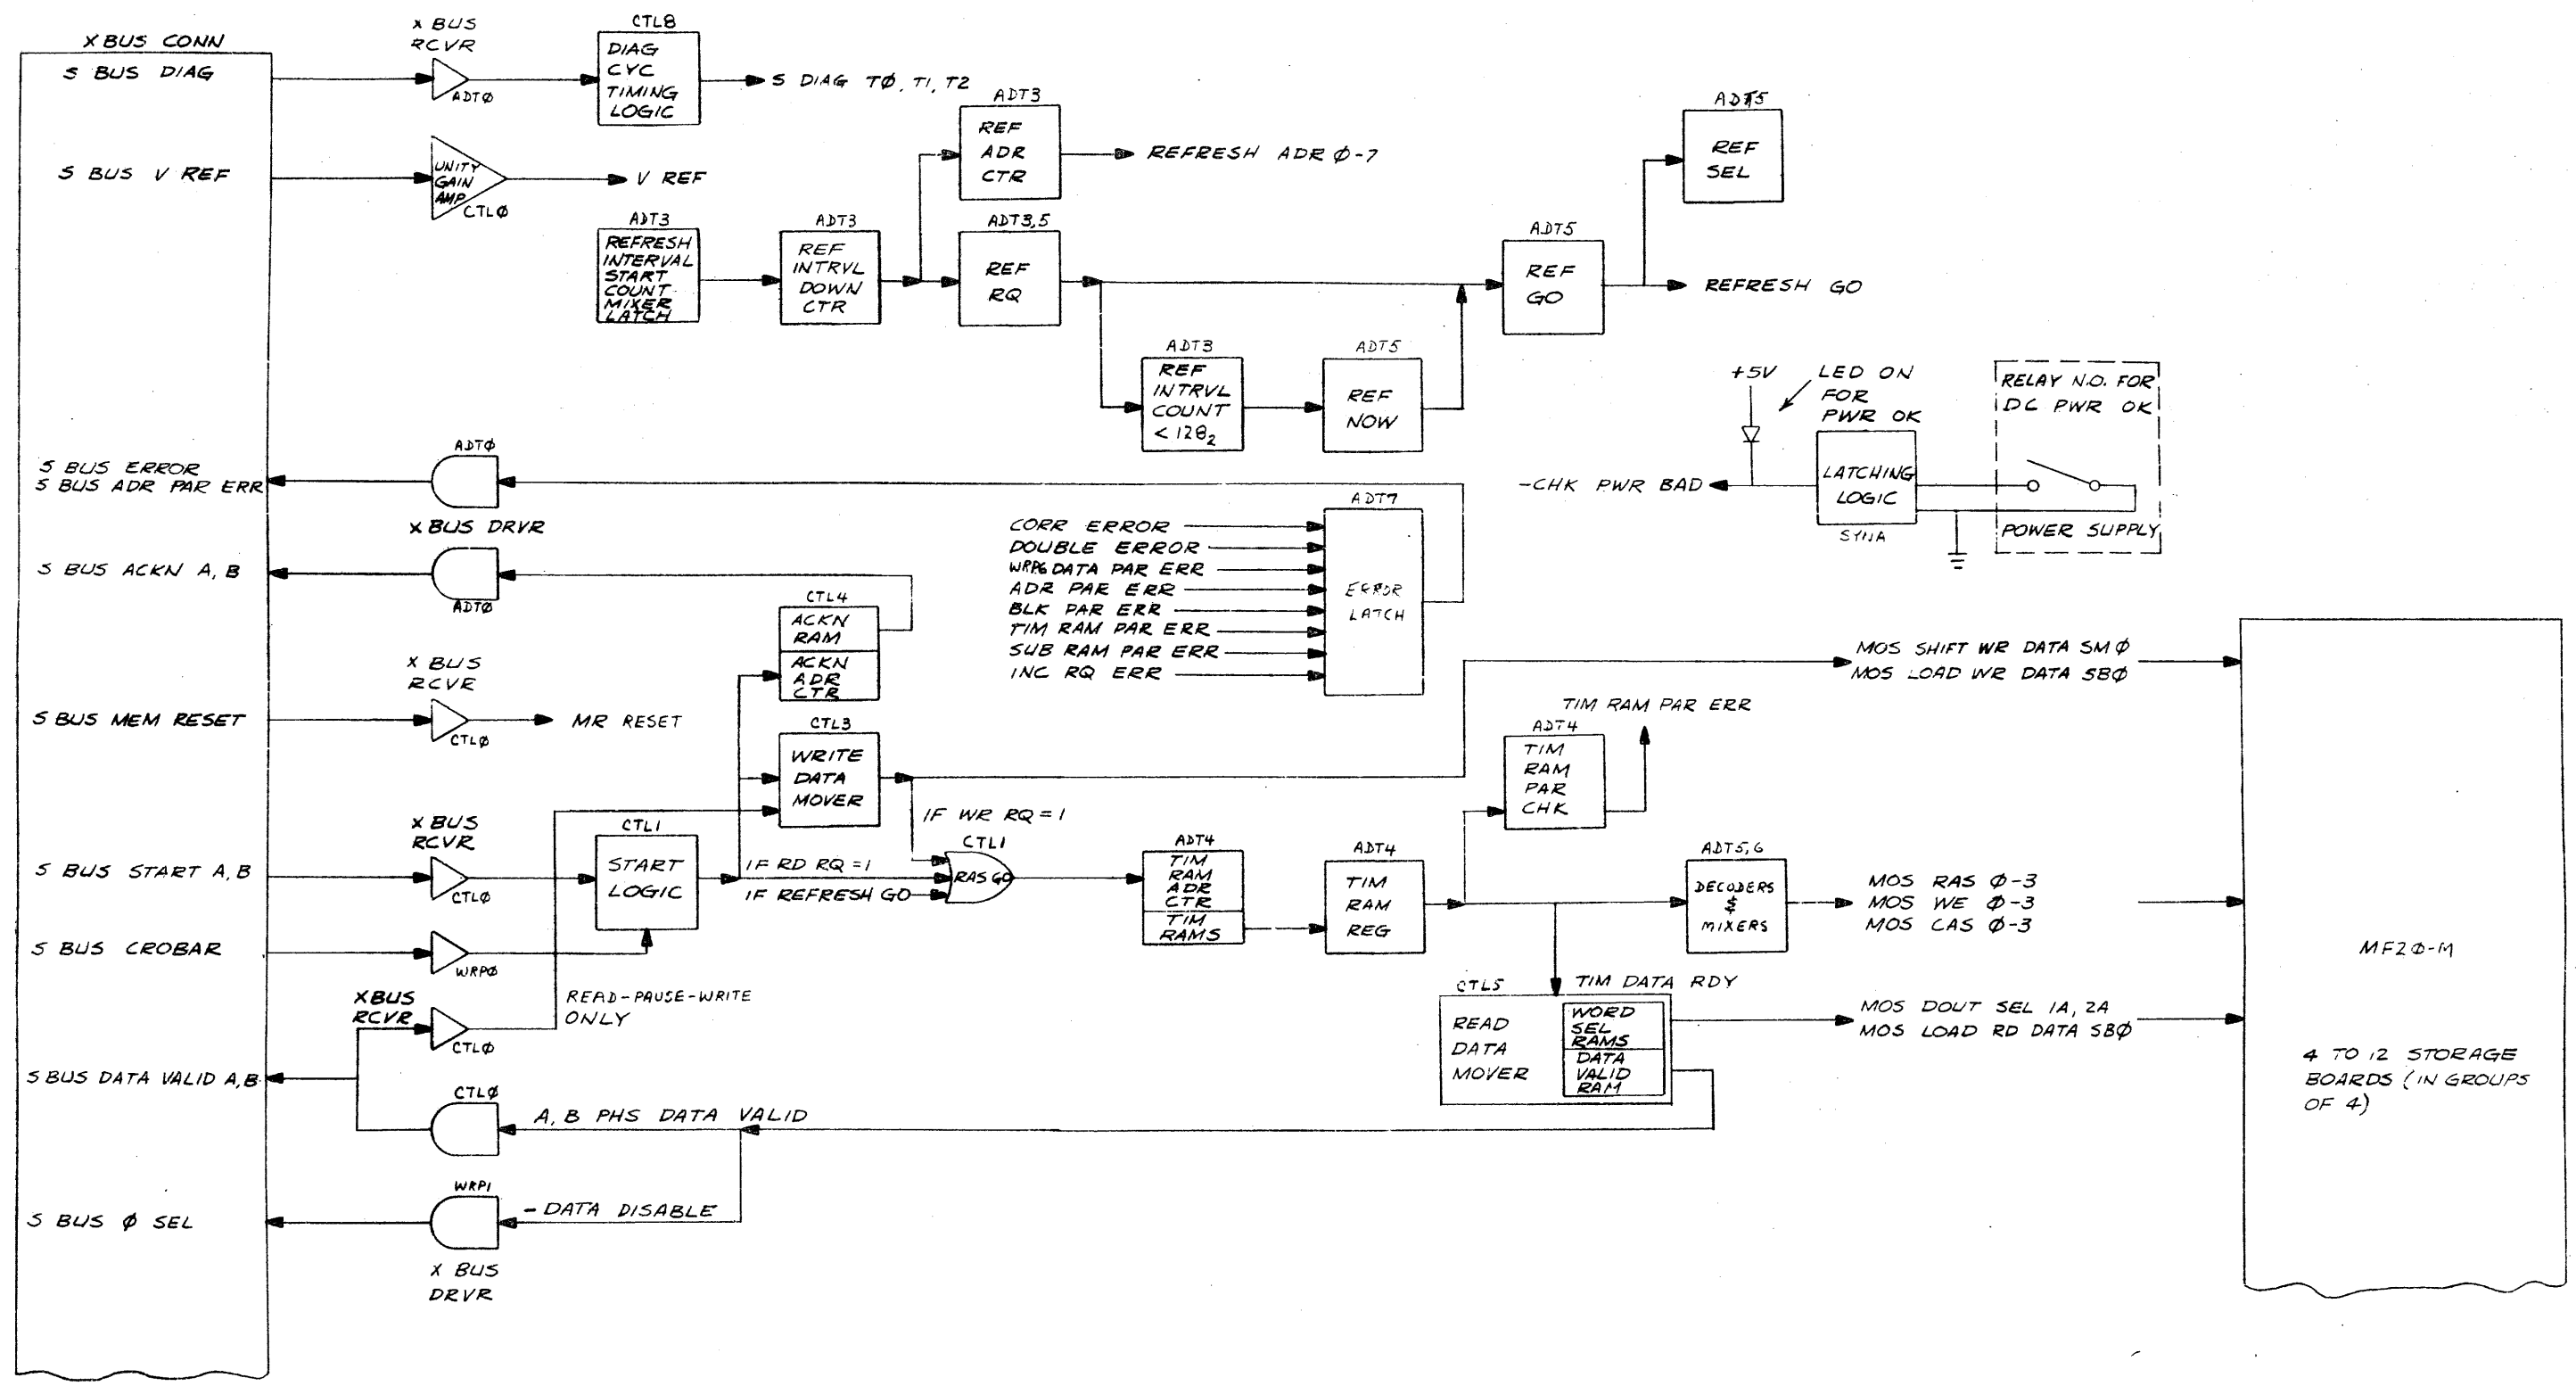 X BUS CONN
S BUS DIAG
X BUS
RCVR
ADTØ
CTL8
DIAG
CYC
TIMING
LOGIC
S DIAG TØ, T1, T2
S BUS V REF
UNITY
GAIN
AMP
CTLØ
V REF
ADT3
REF
ADR
CTR
REFRESH ADR Ø-7
ADT5
REF
SEL
ADT3
REFRESH
INTERVAL
START
COUNT
MIXER
LATCH
ADT3
REF
INTRVL
DOWN
CTR
ADT3,5
REF
RQ
ADT5
REF
GO
REFRESH GO
ADT3
REF
INTRVL
COUNT
< 128₂
ADT5
REF
NOW
+5V
LED ON
FOR
PWR OK
RELAY N.O. FOR
DC PWR OK
LATCHING
LOGIC
-CHK PWR BAD
POWER SUPPLY
S BUS ERROR
S BUS ADR PAR ERR
ADTØ
X BUS DRVR
ADT7
CORR ERROR
DOUBLE ERROR
WRP6 DATA PAR ERR
ADR PAR ERR
BLK PAR ERR
TIM RAM PAR ERR
SUB RAM PAR ERR
INC RQ ERR
ERROR
LATCH
S BUS ACKN A, B
ADTØ
CTL4
ACKN
RAM
ACKN
ADR
CTR
S BUS MEM RESET
X BUS
RCVR
CTLØ
MR RESET
CTL3
WRITE
DATA
MOVER
MOS SHIFT WR DATA SM Ø
MOS LOAD WR DATA SBØ
TIM RAM PAR ERR
ADT4
TIM
RAM
PAR
CHK
S BUS START A, B
X BUS
RCVR
CTLØ
CTL1
START
LOGIC
IF WR RQ = 1
IF RD RQ = 1
IF REFRESH GO
CTL1
RAS GO
ADT4
TIM
RAM
ADR
CTR
TIM
RAMS
ADT4
TIM
RAM
REG
ADT5,6
DECODERS
&
MIXERS
MOS RAS Ø-3
MOS WE Ø-3
MOS CAS Ø-3
S BUS CROBAR
WRPØ
READ-PAUSE-WRITE
ONLY
X BUS
RCVR
CTLØ
S BUS DATA VALID A,B
CTLØ
A, B PHS DATA VALID
CTL5
TIM DATA RDY
READ
DATA
MOVER
WORD
SEL
RAMS
DATA
VALID
RAM
MOS DOUT SEL 1A, 2A
MOS LOAD RD DATA SBØ
S BUS Ø SEL
WRP1
- DATA DISABLE
X BUS
DRVR
MF2Ø-M
4 TO 12 STORAGE
BOARDS (IN GROUPS
OF 4)